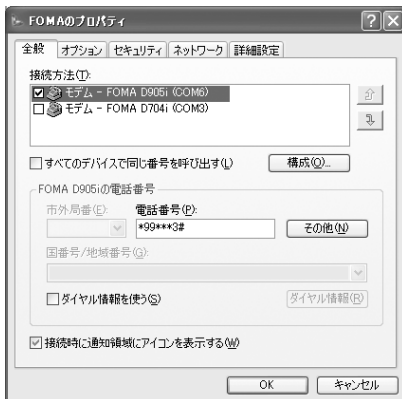 FOMAのプロパティ
全般 オプション セキュリティ ネットワーク 詳細設定
接続方法(T):
モデム - FOMA D905i (COM6)
モデム - FOMA D704i (COM3)
すべてのデバイスで同じ番号を呼び出す(L) 構成(O)...
FOMA D905iの電話番号
市外局番(E): 電話番号(P):
*99***3# その他(N)
国番号/地域番号(G):
ダイヤル情報を使う(S) ダイヤル情報(R)
接続時に通知領域にアイコンを表示する(W)
OK キャンセル